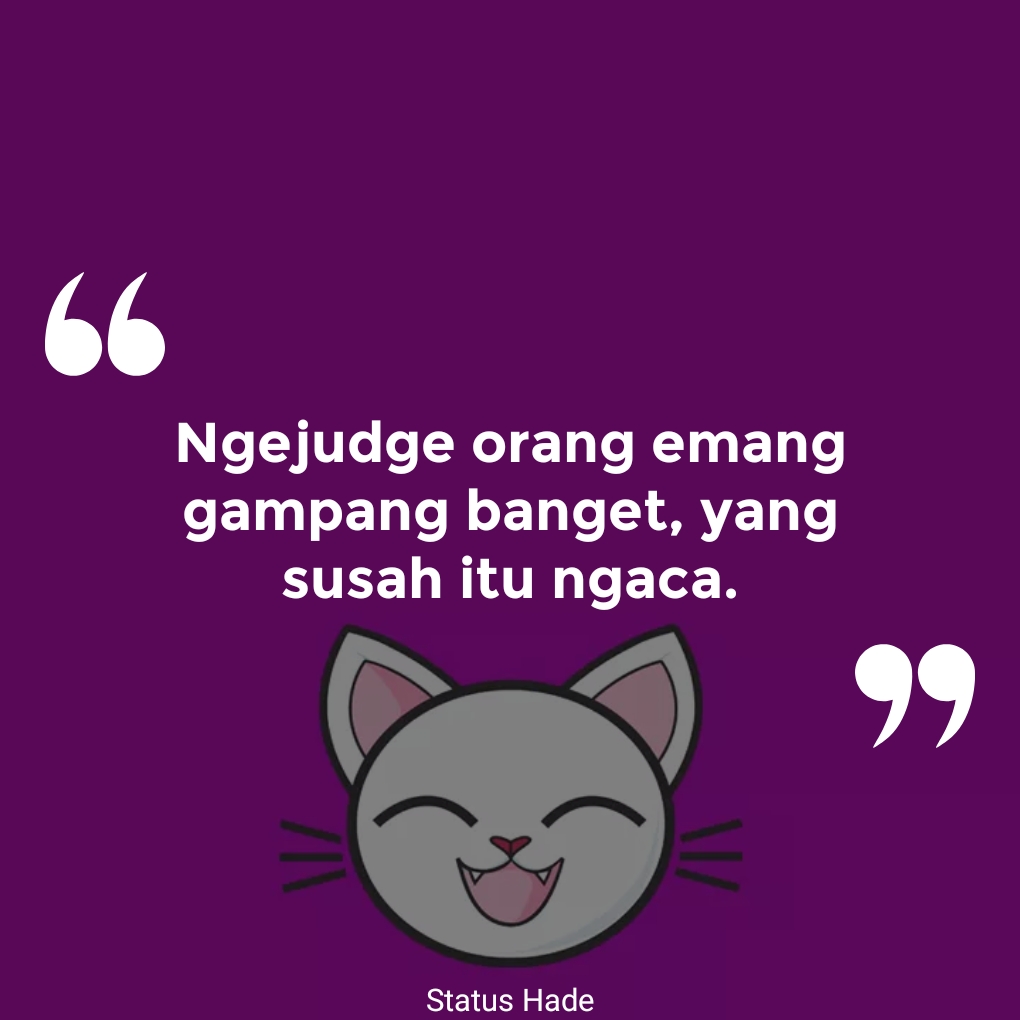 “
Ngejudge orang emang
gampang banget, yang
susah itu ngaca.
”
Status Hade